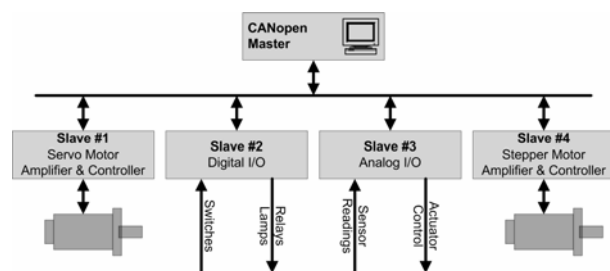 CANopen
Master
Slave #1
Servo Motor
Amplifier & Controller
Slave #2
Digital I/O
Slave #3
Analog I/O
Slave #4
Stepper Motor
Amplifier & Controller
Switches
Relays
Lamps
Sensor
Readings
Actuator
Control